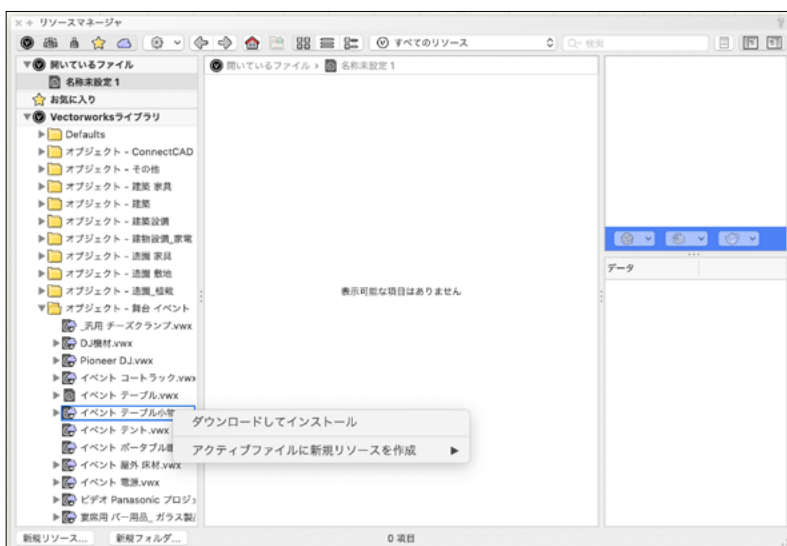 リソースマネージャ
すべてのリソース
検索
開いているファイル
名称未設定 1
お気に入り
Vectorworksライブラリ
Defaults
オブジェクト - ConnectCAD
オブジェクト - その他
オブジェクト - 建築 家具
オブジェクト - 建築
オブジェクト - 建築設備
オブジェクト - 建物設備_家電
オブジェクト - 造園 家具
オブジェクト - 造園 敷地
オブジェクト - 造園_植栽
オブジェクト - 舞台 イベント
_汎用 チーズクランプ.vwx
DJ機材.vwx
Pioneer DJ.vwx
イベント コートラック.vwx
イベント テーブル.vwx
イベント テーブル小物
イベント テント.vwx
イベント ポータブル
イベント 屋外 床材.vwx
イベント 電源.vwx
ビデオ Panasonic プロジ
宴席用 バー用品_ ガラス製
新規リソース...
新規フォルダ...
開いているファイル › 名称未設定 1
表示可能な項目はありません
0 項目
ダウンロードしてインストール
アクティブファイルに新規リソースを作成
データ